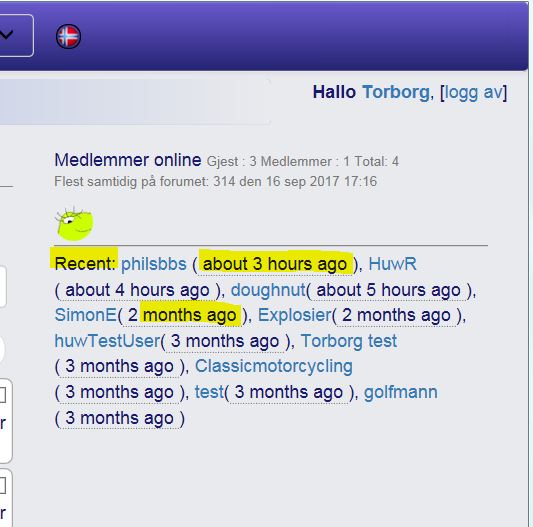 Hallo Torborg, [logg av]
Medlemmer online Gjest : 3 Medlemmer : 1 Total: 4
Flest samtidig på forumet: 314 den 16 sep 2017 17:16
Recent: philsbbs ( about 3 hours ago ), HuwR
( about 4 hours ago ), doughnut( about 5 hours ago ),
SimonE( 2 months ago ), Explosier ( 2 months ago ),
huwTestUser( 3 months ago ), Torborg test
( 3 months ago ), Classicmotorcycling
( 3 months ago ), test( 3 months ago ), golfmann
( 3 months ago )
r
r